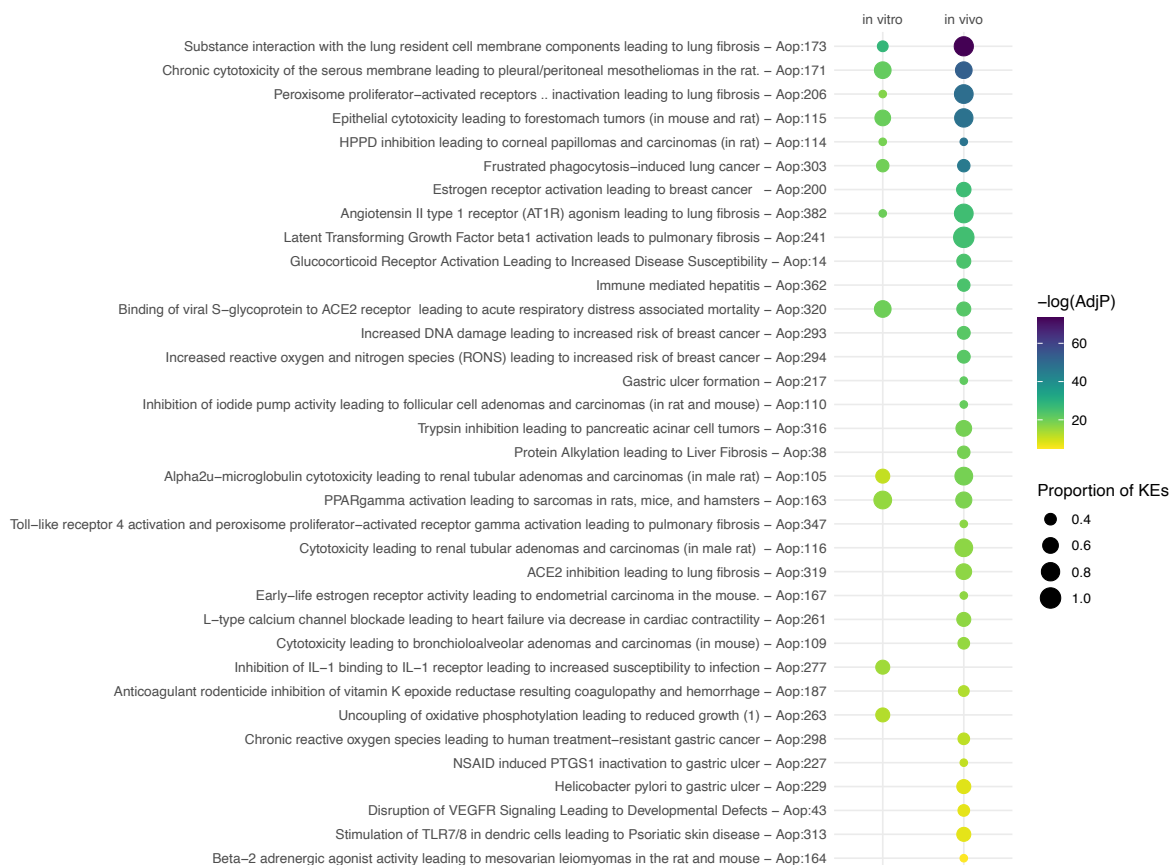 in vitro in vivo
Substance interaction with the lung resident cell membrane components leading to lung fibrosis – Aop:173
Chronic cytotoxicity of the serous membrane leading to pleural/peritoneal mesotheliomas in the rat. – Aop:171
Peroxisome proliferator–activated receptors .. inactivation leading to lung fibrosis – Aop:206
Epithelial cytotoxicity leading to forestomach tumors (in mouse and rat) – Aop:115
HPPD inhibition leading to corneal papillomas and carcinomas (in rat) – Aop:114
Frustrated phagocytosis–induced lung cancer – Aop:303
Estrogen receptor activation leading to breast cancer – Aop:200
Angiotensin II type 1 receptor (AT1R) agonism leading to lung fibrosis – Aop:382
Latent Transforming Growth Factor beta1 activation leads to pulmonary fibrosis – Aop:241
Glucocorticoid Receptor Activation Leading to Increased Disease Susceptibility – Aop:14
Immune mediated hepatitis – Aop:362
Binding of viral S–glycoprotein to ACE2 receptor leading to acute respiratory distress associated mortality – Aop:320
Increased DNA damage leading to increased risk of breast cancer – Aop:293
Increased reactive oxygen and nitrogen species (RONS) leading to increased risk of breast cancer – Aop:294
Gastric ulcer formation – Aop:217
Inhibition of iodide pump activity leading to follicular cell adenomas and carcinomas (in rat and mouse) – Aop:110
Trypsin inhibition leading to pancreatic acinar cell tumors – Aop:316
Protein Alkylation leading to Liver Fibrosis – Aop:38
Alpha2u–microglobulin cytotoxicity leading to renal tubular adenomas and carcinomas (in male rat) – Aop:105
PPARgamma activation leading to sarcomas in rats, mice, and hamsters – Aop:163
Toll–like receptor 4 activation and peroxisome proliferator–activated receptor gamma activation leading to pulmonary fibrosis – Aop:347
Cytotoxicity leading to renal tubular adenomas and carcinomas (in male rat) – Aop:116
ACE2 inhibition leading to lung fibrosis – Aop:319
Early–life estrogen receptor activity leading to endometrial carcinoma in the mouse. – Aop:167
L–type calcium channel blockade leading to heart failure via decrease in cardiac contractility – Aop:261
Cytotoxicity leading to bronchioloalveolar adenomas and carcinomas (in mouse) – Aop:109
Inhibition of IL–1 binding to IL–1 receptor leading to increased susceptibility to infection – Aop:277
Anticoagulant rodenticide inhibition of vitamin K epoxide reductase resulting coagulopathy and hemorrhage – Aop:187
Uncoupling of oxidative phosphotylation leading to reduced growth (1) – Aop:263
Chronic reactive oxygen species leading to human treatment–resistant gastric cancer – Aop:298
NSAID induced PTGS1 inactivation to gastric ulcer – Aop:227
Helicobacter pylori to gastric ulcer – Aop:229
Disruption of VEGFR Signaling Leading to Developmental Defects – Aop:43
Stimulation of TLR7/8 in dendric cells leading to Psoriatic skin disease – Aop:313
Beta–2 adrenergic agonist activity leading to mesovarian leiomyomas in the rat and mouse – Aop:164
−log(AdjP)
60
40
20
Proportion of KEs
0.4
0.6
0.8
1.0